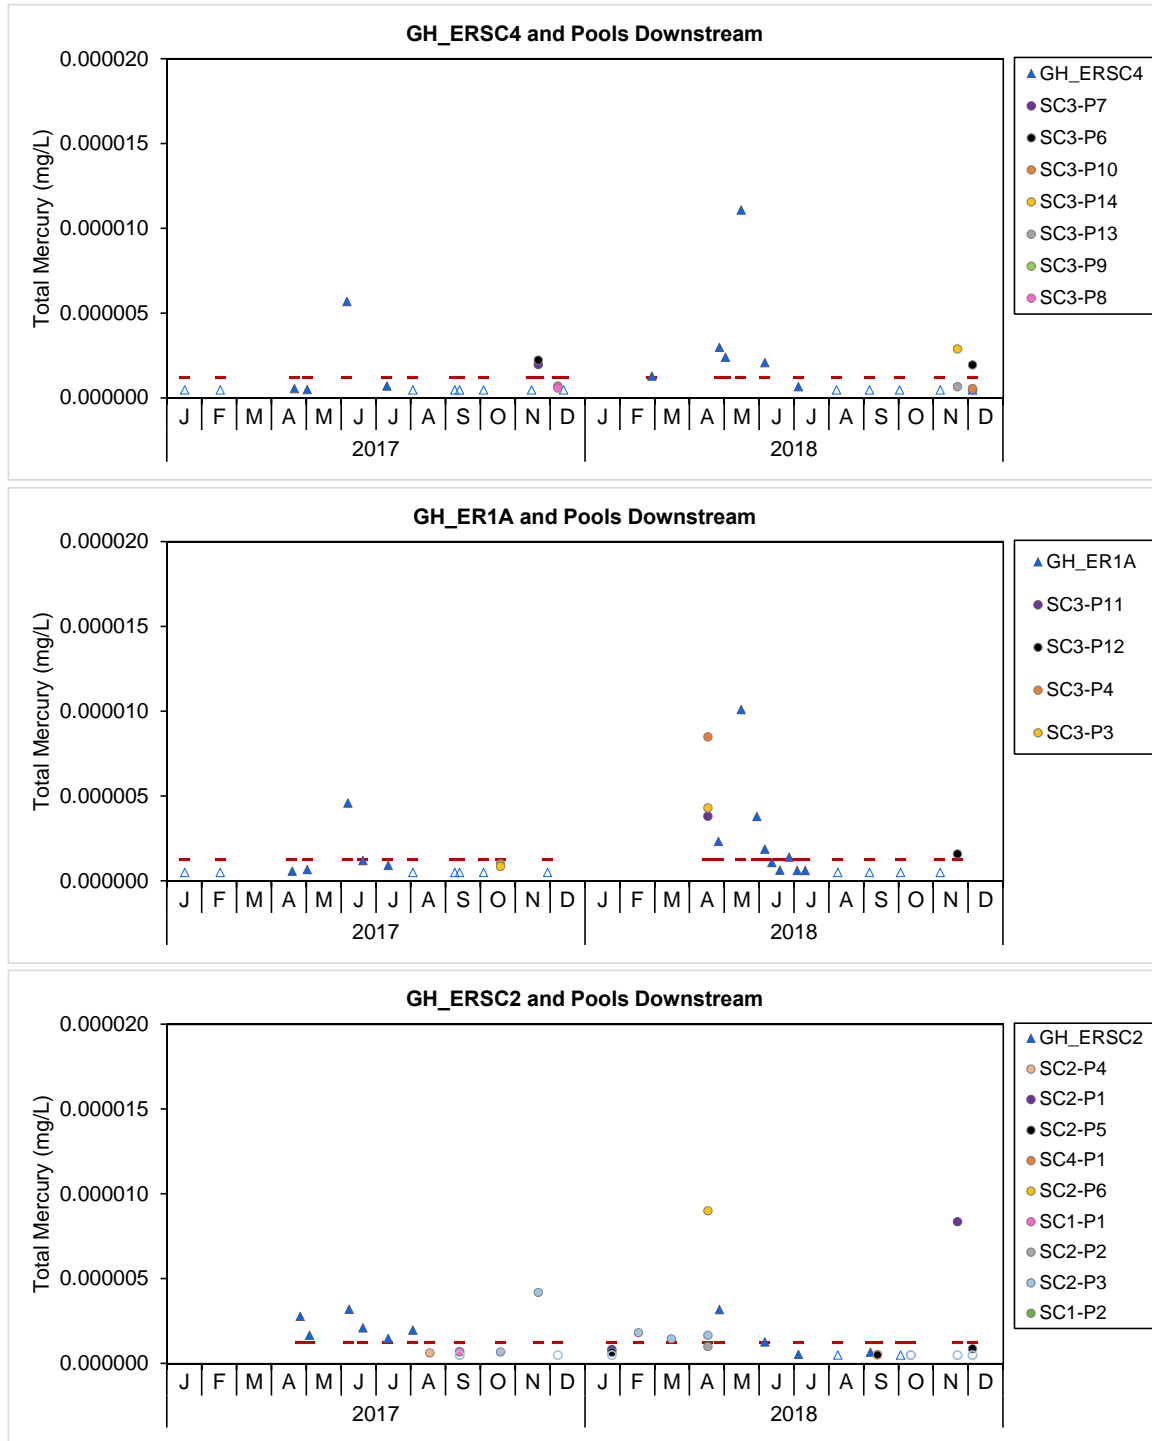 GH_ERSC4 and Pools Downstream
Total Mercury (mg/L)
0.000020
0.000015
0.000010
0.000005
0.000000
J F M A M J J A S O N D J F M A M J J A S O N D
2017 2018
GH_ERSC4
SC3-P7
SC3-P6
SC3-P10
SC3-P14
SC3-P13
SC3-P9
SC3-P8
GH_ER1A and Pools Downstream
Total Mercury (mg/L)
0.000020
0.000015
0.000010
0.000005
0.000000
J F M A M J J A S O N D J F M A M J J A S O N D
2017 2018
GH_ER1A
SC3-P11
SC3-P12
SC3-P4
SC3-P3
GH_ERSC2 and Pools Downstream
Total Mercury (mg/L)
0.000020
0.000015
0.000010
0.000005
0.000000
J F M A M J J A S O N D J F M A M J J A S O N D
2017 2018
GH_ERSC2
SC2-P4
SC2-P1
SC2-P5
SC4-P1
SC2-P6
SC1-P1
SC2-P2
SC2-P3
SC1-P2